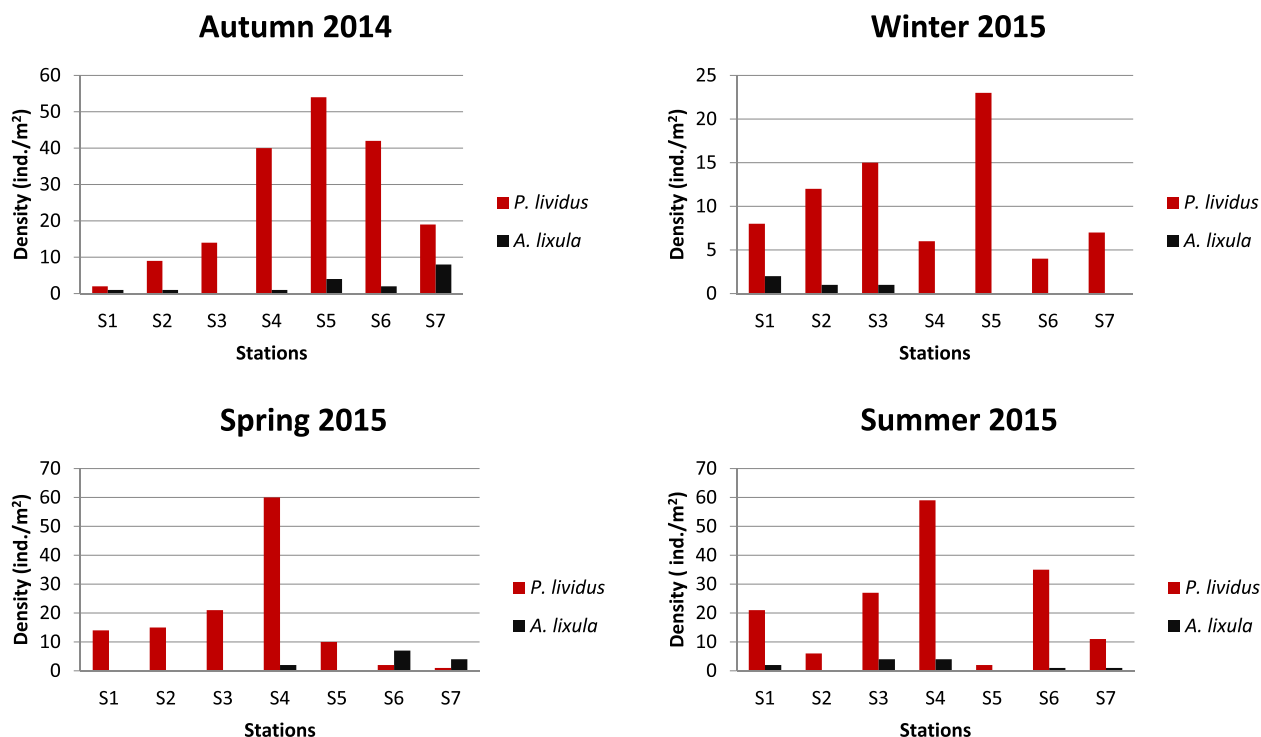 Autumn 2014
60
50
40
30
20
10
0
Density (ind./m²)
S1 S2 S3 S4 S5 S6 S7
Stations
P. lividus
A. lixula
Winter 2015
25
20
15
10
5
0
Density (ind./m²)
S1 S2 S3 S4 S5 S6 S7
Stations
P. lividus
A. lixula
Spring 2015
70
60
50
40
30
20
10
0
Density (ind./m²)
S1 S2 S3 S4 S5 S6 S7
Stations
P. lividus
A. lixula
Summer 2015
70
60
50
40
30
20
10
0
Density ( ind./m²)
S1 S2 S3 S4 S5 S6 S7
Stations
P. lividus
A. lixula